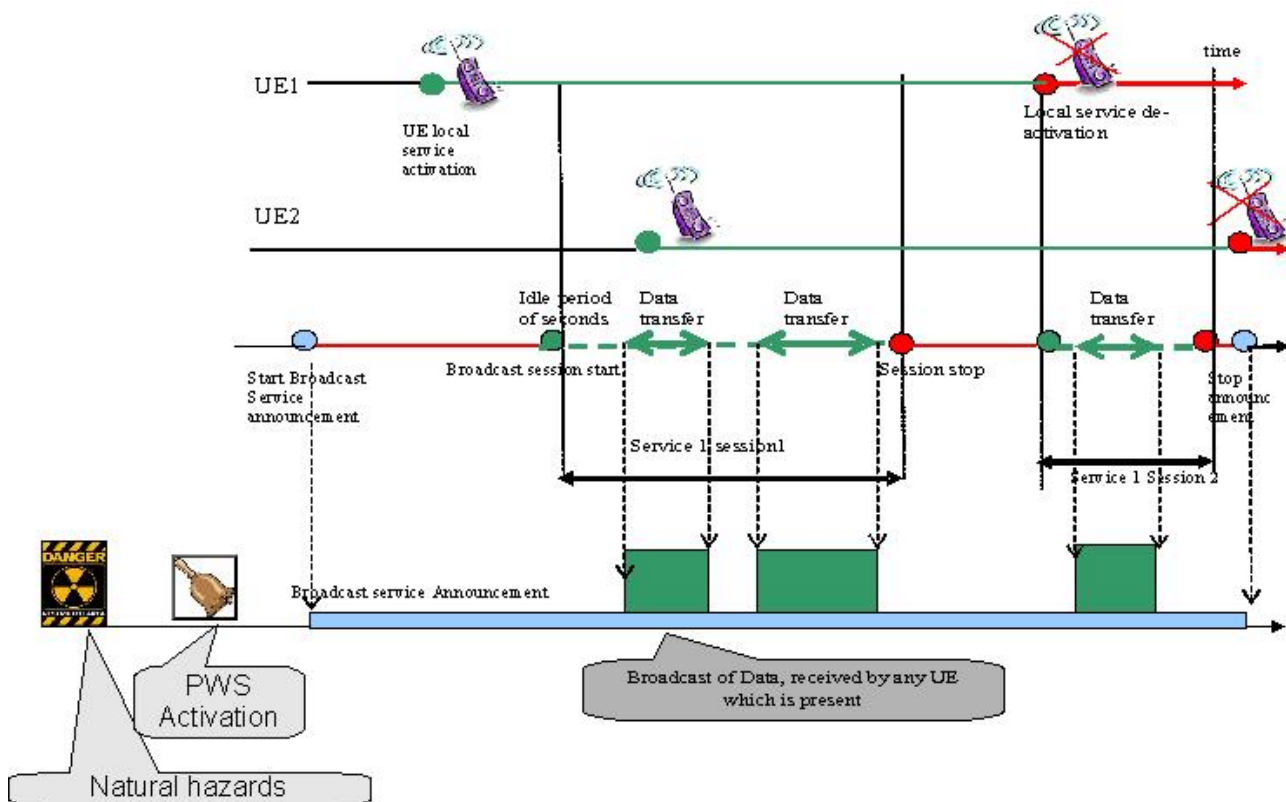 time
UE1
UE local
service
activation
Local service de-
activation
UE2
Idle period
of seconds
Data
transfer
Data
transfer
Data
transfer
Start Broadcast
Service
announcement
Broadcast session start
Session stop
Stop
announc
ement
Service 1 session1
Service 1 Session 2
DANGER
Broadcast service Announcement
PWS
Activation
Broadcast of Data, received by any UE
which is present
Natural hazards